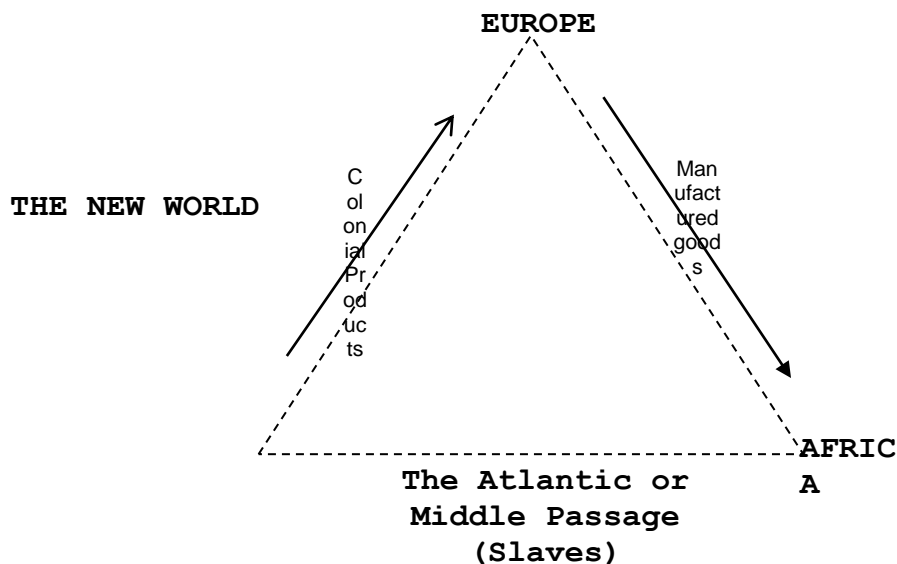 EUROPE
THE NEW WORLD
C
ol
on
ial
Pr
od
uc
ts
Man
ufact
ured
good
s
AFRIC
A
The Atlantic or
Middle Passage
(Slaves)